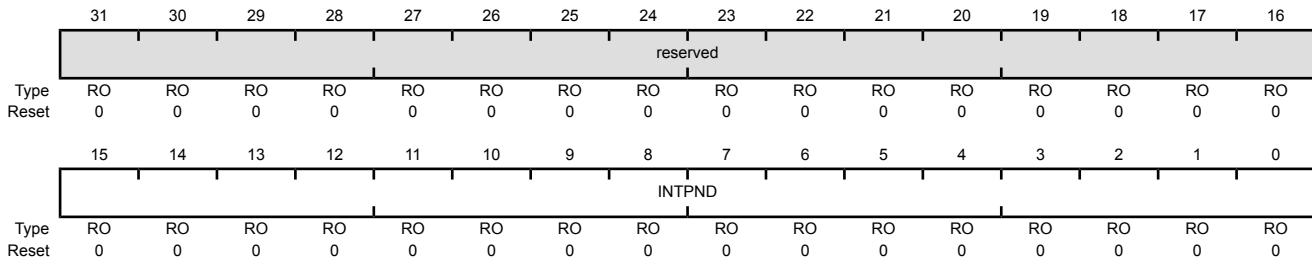 31 30 29 28 27 26 25 24 23 22 21 20 19 18 17 16
reserved
Type RO RO RO RO RO RO RO RO RO RO RO RO RO RO RO RO
Reset 0 0 0 0 0 0 0 0 0 0 0 0 0 0 0 0
15 14 13 12 11 10 9 8 7 6 5 4 3 2 1 0
INTPND
Type RO RO RO RO RO RO RO RO RO RO RO RO RO RO RO RO
Reset 0 0 0 0 0 0 0 0 0 0 0 0 0 0 0 0